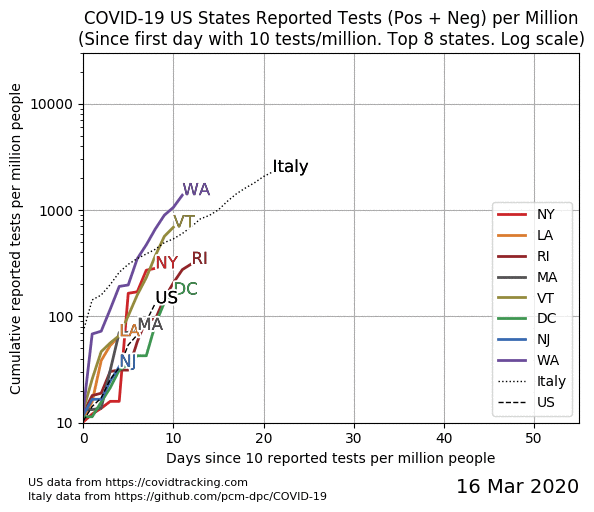 COVID-19 US States Reported Tests (Pos + Neg) per Million
(Since first day with 10 tests/million. Top 8 states. Log scale)
Cumulative reported tests per million people
10000
1000
100
10
Italy
WA
VT
RI
NY
DC
US
MA
LA
NJ
NY
LA
RI
MA
VT
DC
NJ
WA
Italy
US
0 10 20 30 40 50
Days since 10 reported tests per million people
US data from https://covidtracking.com
Italy data from https://github.com/pcm-dpc/COVID-19
16 Mar 2020